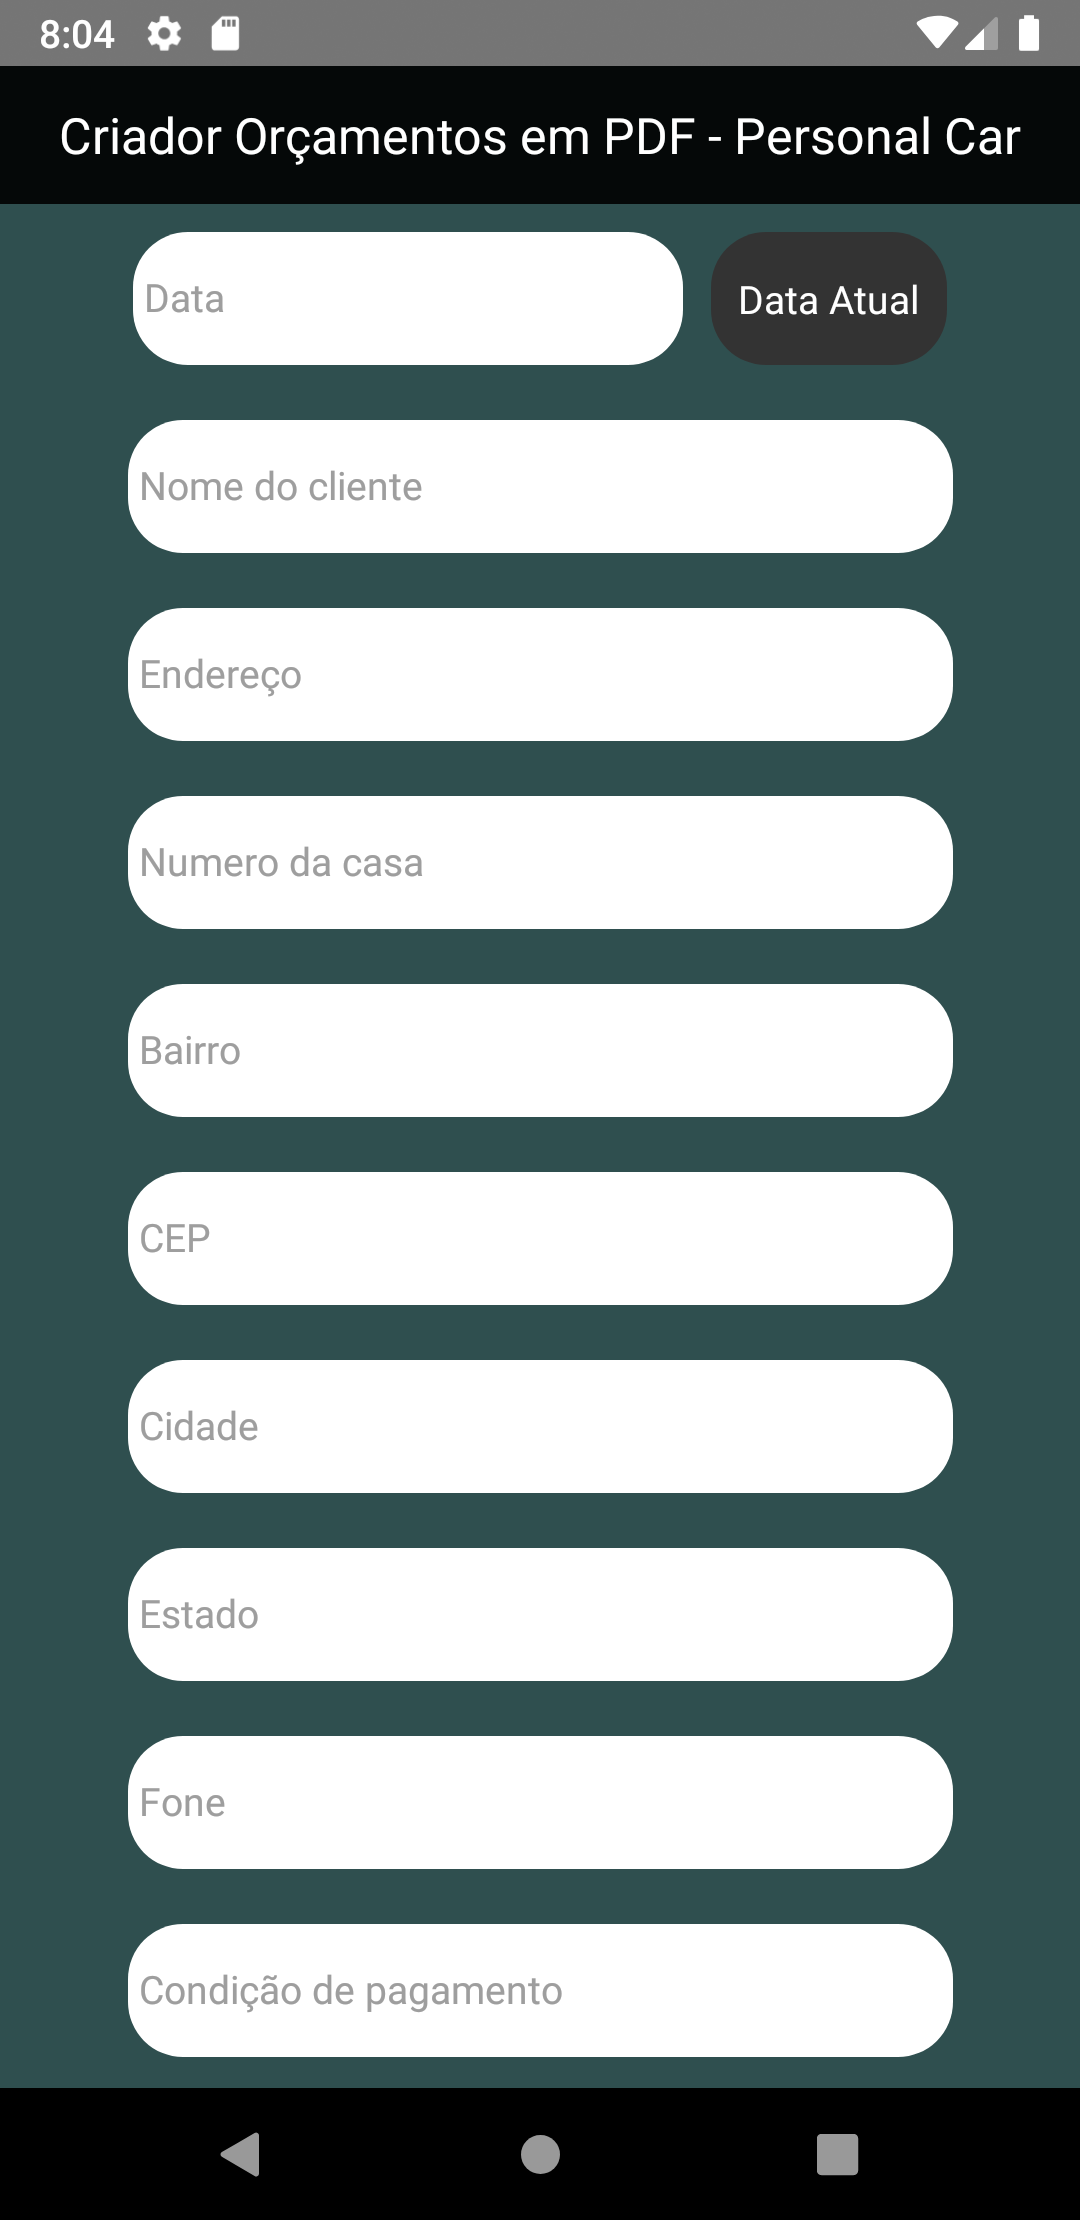 8:04
Criador Orçamentos em PDF - Personal Car
Data
Data Atual
Nome do cliente
Endereço
Numero da casa
Bairro
CEP
Cidade
Estado
Fone
Condição de pagamento